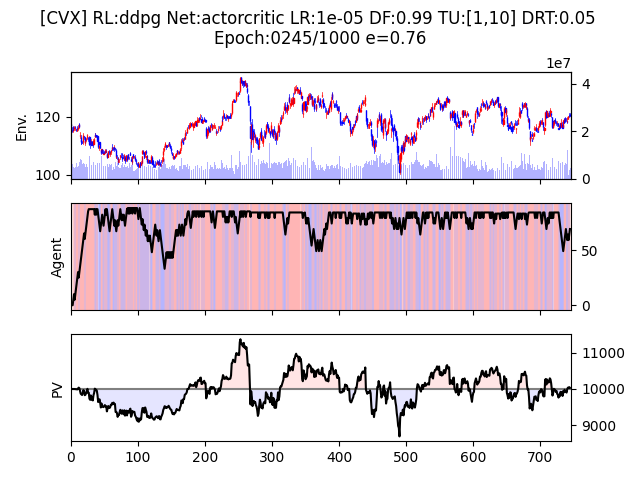 [CVX] RL:ddpg Net:actorcritic LR:1e-05 DF:0.99 TU:[1,10] DRT:0.05
Epoch:0245/1000 e=0.76
1e7
Env.
120
100
4
2
0
Agent
50
0
PV
11000
10000
9000
0 100 200 300 400 500 600 700